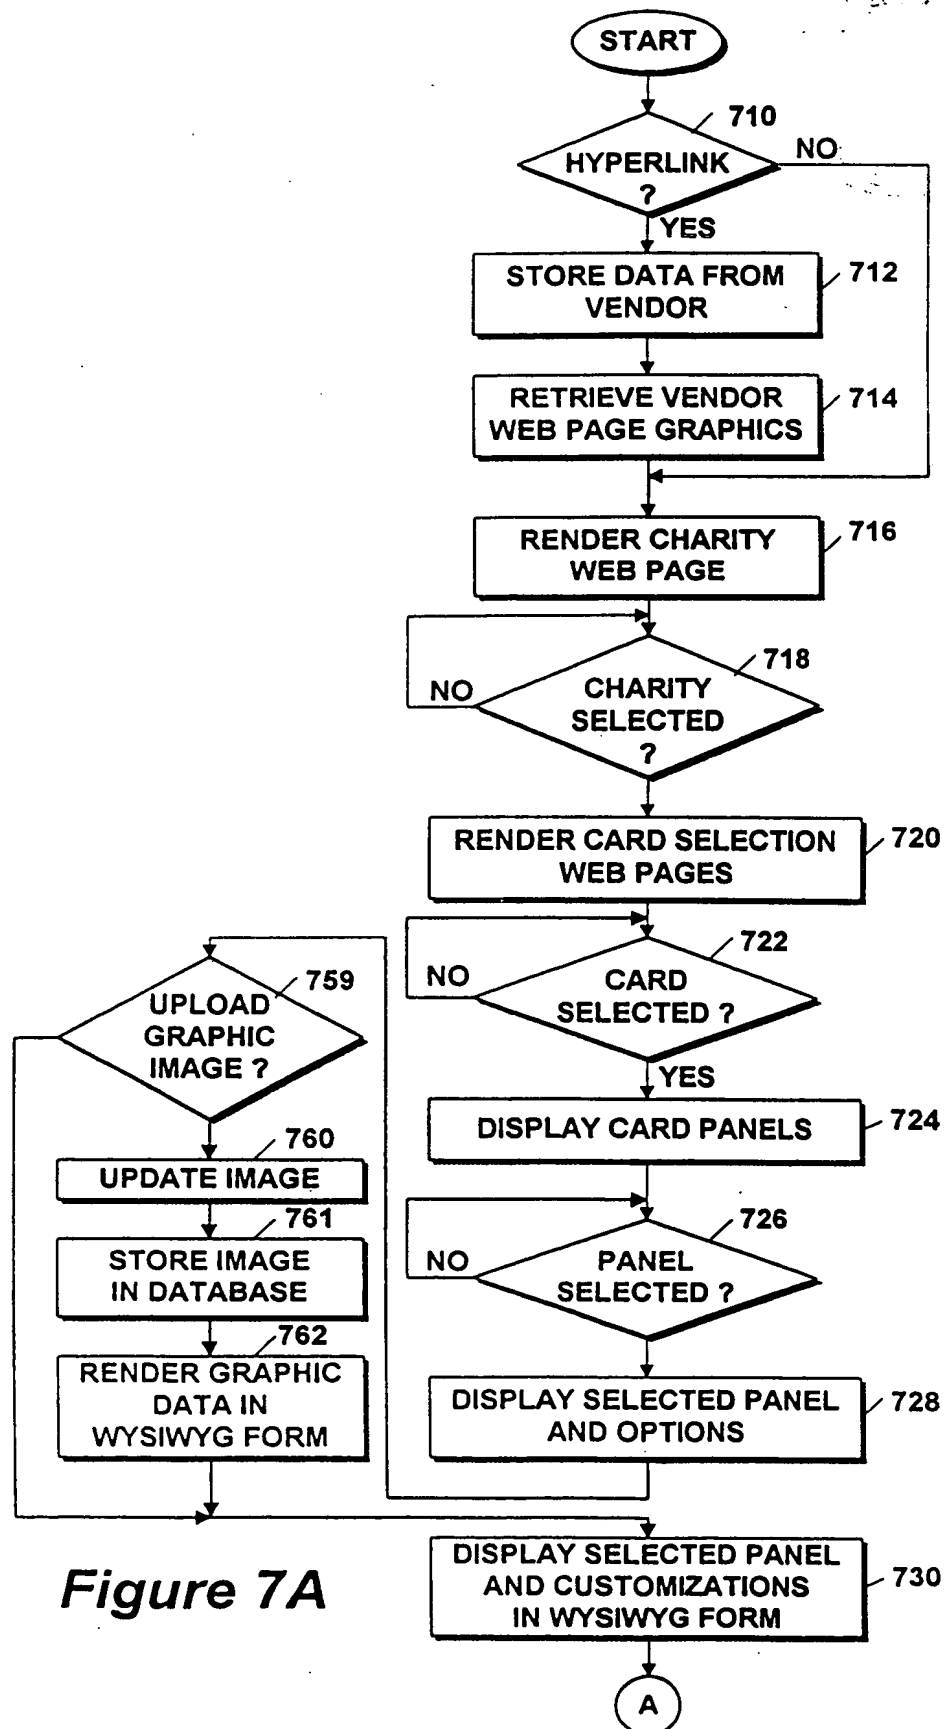 START
710
HYPERLINK
?
NO
YES
STORE DATA FROM
VENDOR
712
RETRIEVE VENDOR
WEB PAGE GRAPHICS
714
RENDER CHARITY
WEB PAGE
716
718
CHARITY
SELECTED
?
NO
RENDER CARD SELECTION
WEB PAGES
720
722
CARD
SELECTED ?
NO
YES
DISPLAY CARD PANELS
724
726
PANEL
SELECTED ?
NO
DISPLAY SELECTED PANEL
AND OPTIONS
728
759
UPLOAD
GRAPHIC
IMAGE ?
760
UPDATE IMAGE
761
STORE IMAGE
IN DATABASE
762
RENDER GRAPHIC
DATA IN
WYSIWYG FORM
DISPLAY SELECTED PANEL
AND CUSTOMIZATIONS
IN WYSIWYG FORM
730
A
Figure 7A